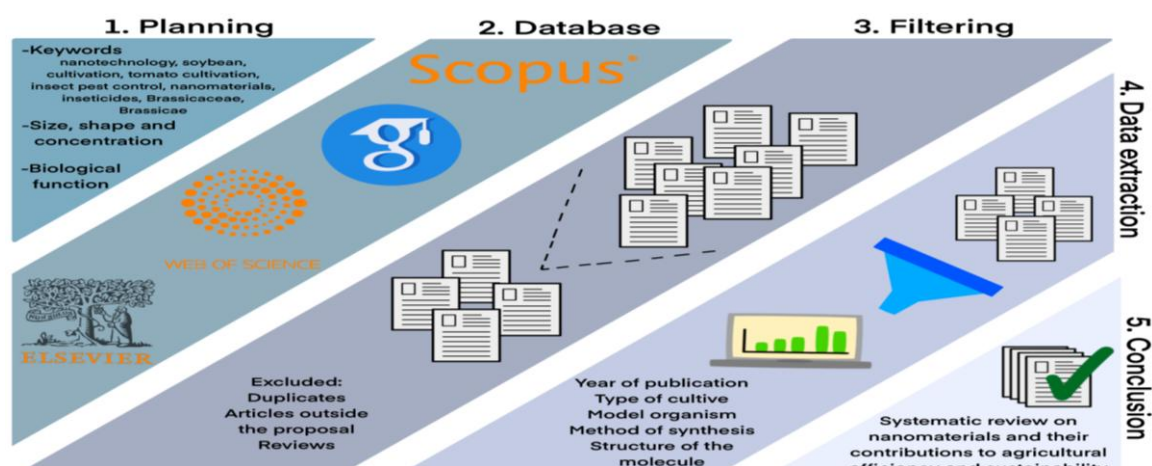 1. Planning
-Keywords
nanotechnology, soybean,
cultivation, tomato cultivation,
insect pest control, nanomaterials,
inseticides, Brassicaceae,
Brassicae
-Size, shape and
concentration
-Biological
function
2. Database
Scopus®
WEB OF SCIENCE
ELSEVIER
3. Filtering
Excluded:
Duplicates
Articles outside
the proposal
Reviews
4. Data extraction
Year of publication
Type of cultive
Model organism
Method of synthesis
Structure of the
molecule
5. Conclusion
Systematic review on
nanomaterials and their
contributions to agricultural
efficiency and sustainability